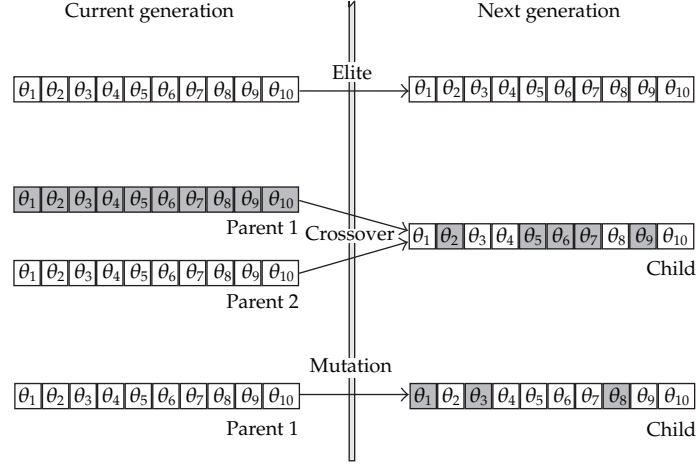 Current generation
Next generation
Elite
θ1 θ2 θ3 θ4 θ5 θ6 θ7 θ8 θ9 θ10
θ1 θ2 θ3 θ4 θ5 θ6 θ7 θ8 θ9 θ10
θ1 θ2 θ3 θ4 θ5 θ6 θ7 θ8 θ9 θ10
Parent 1
Crossover
θ1 θ2 θ3 θ4 θ5 θ6 θ7 θ8 θ9 θ10
Child
θ1 θ2 θ3 θ4 θ5 θ6 θ7 θ8 θ9 θ10
Parent 2
Mutation
θ1 θ2 θ3 θ4 θ5 θ6 θ7 θ8 θ9 θ10
Parent 1
θ1 θ2 θ3 θ4 θ5 θ6 θ7 θ8 θ9 θ10
Child